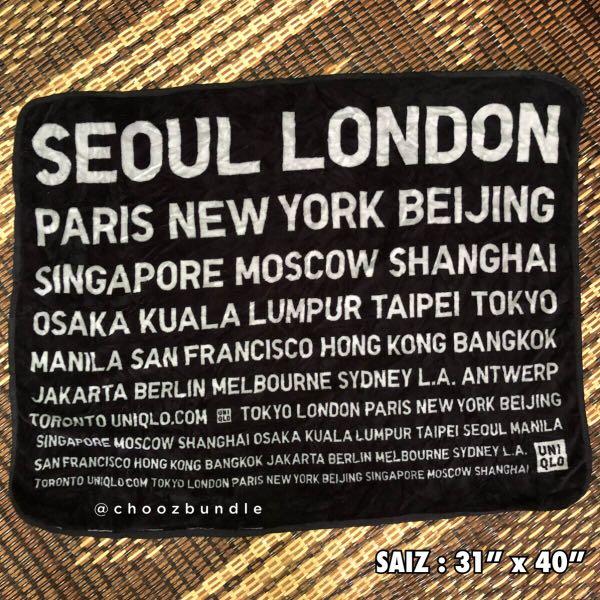 SEOUL LONDON
PARIS NEW YORK BEIJING
SINGAPORE MOSCOW SHANGHAI
OSAKA KUALA LUMPUR TAIPEI TOKYO
MANILA SAN FRANCISCO HONG KONG BANGKOK
JAKARTA BERLIN MELBOURNE SYDNEY L.A. ANTWERP
TORONTO UNIQLO.COM UNIQLO TOKYO LONDON PARIS NEW YORK BEIJING
SINGAPORE MOSCOW SHANGHAI OSAKA KUALA LUMPUR TAIPEI SEOUL MANILA
SAN FRANCISCO HONG KONG BANGKOK JAKARTA BERLIN MELBOURNE SYDNEY L.A.
TORONTO UNIQLO.COM TOKYO LONDON PARIS NEW YORK BEIJING SINGAPORE MOSCOW SHANGHAI
UNI
QLO
@choozbundle
SAIZ : 31" x 40"